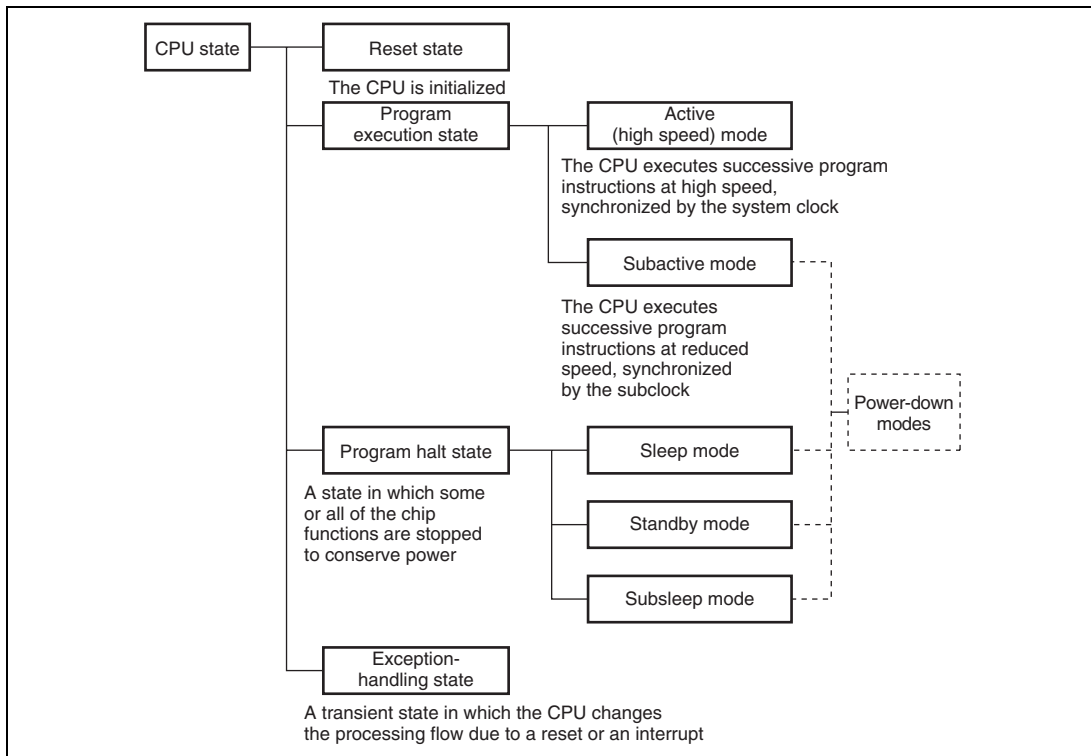 CPU state
Reset state
The CPU is initialized
Program
execution state
Active
(high speed) mode
The CPU executes successive program
instructions at high speed,
synchronized by the system clock
Subactive mode
The CPU executes
successive program
instructions at reduced
speed, synchronized
by the subclock
Power-down
modes
Program halt state
A state in which some
or all of the chip
functions are stopped
to conserve power
Sleep mode
Standby mode
Subsleep mode
Exception-
handling state
A transient state in which the CPU changes
the processing flow due to a reset or an interrupt